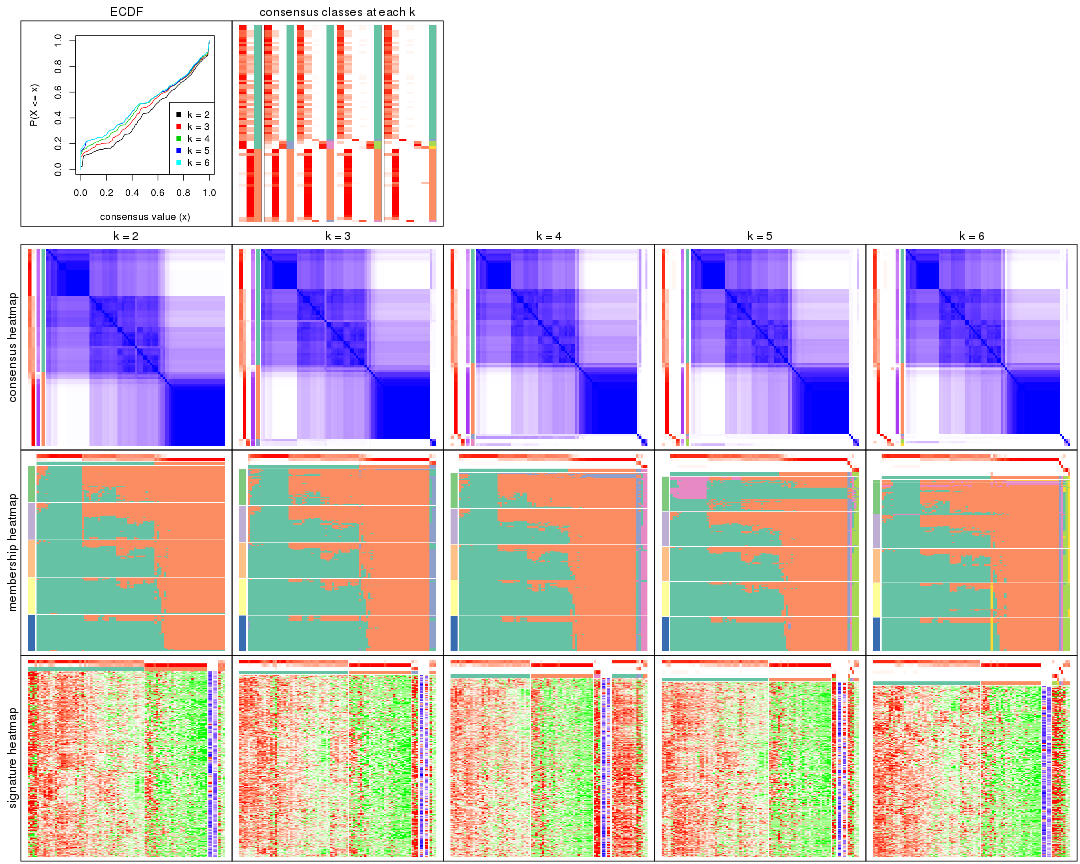 ECDF
consensus classes at each k
P(X <= x)
0.0 0.2 0.4 0.6 0.8 1.0
k = 2
k = 3
k = 4
k = 5
k = 6
0.0 0.2 0.4 0.6 0.8 1.0
consensus value (x)
k = 2
k = 3
k = 4
k = 5
k = 6
consensus heatmap
membership heatmap
signature heatmap